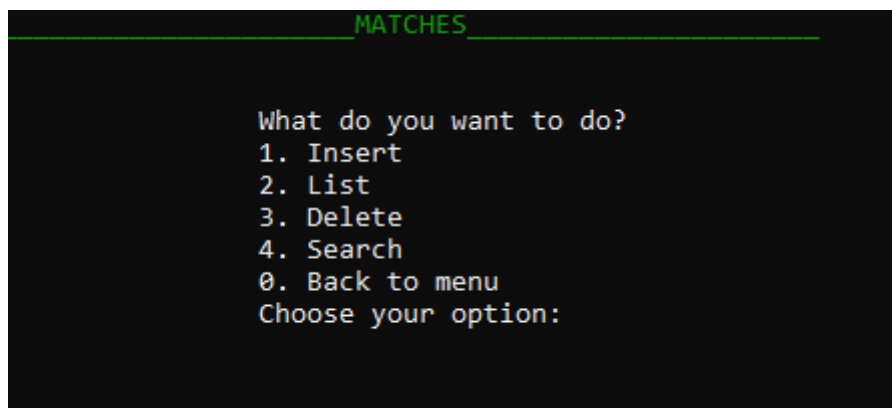 ______________________MATCHES______________________
What do you want to do?
1. Insert
2. List
3. Delete
4. Search
0. Back to menu
Choose your option: